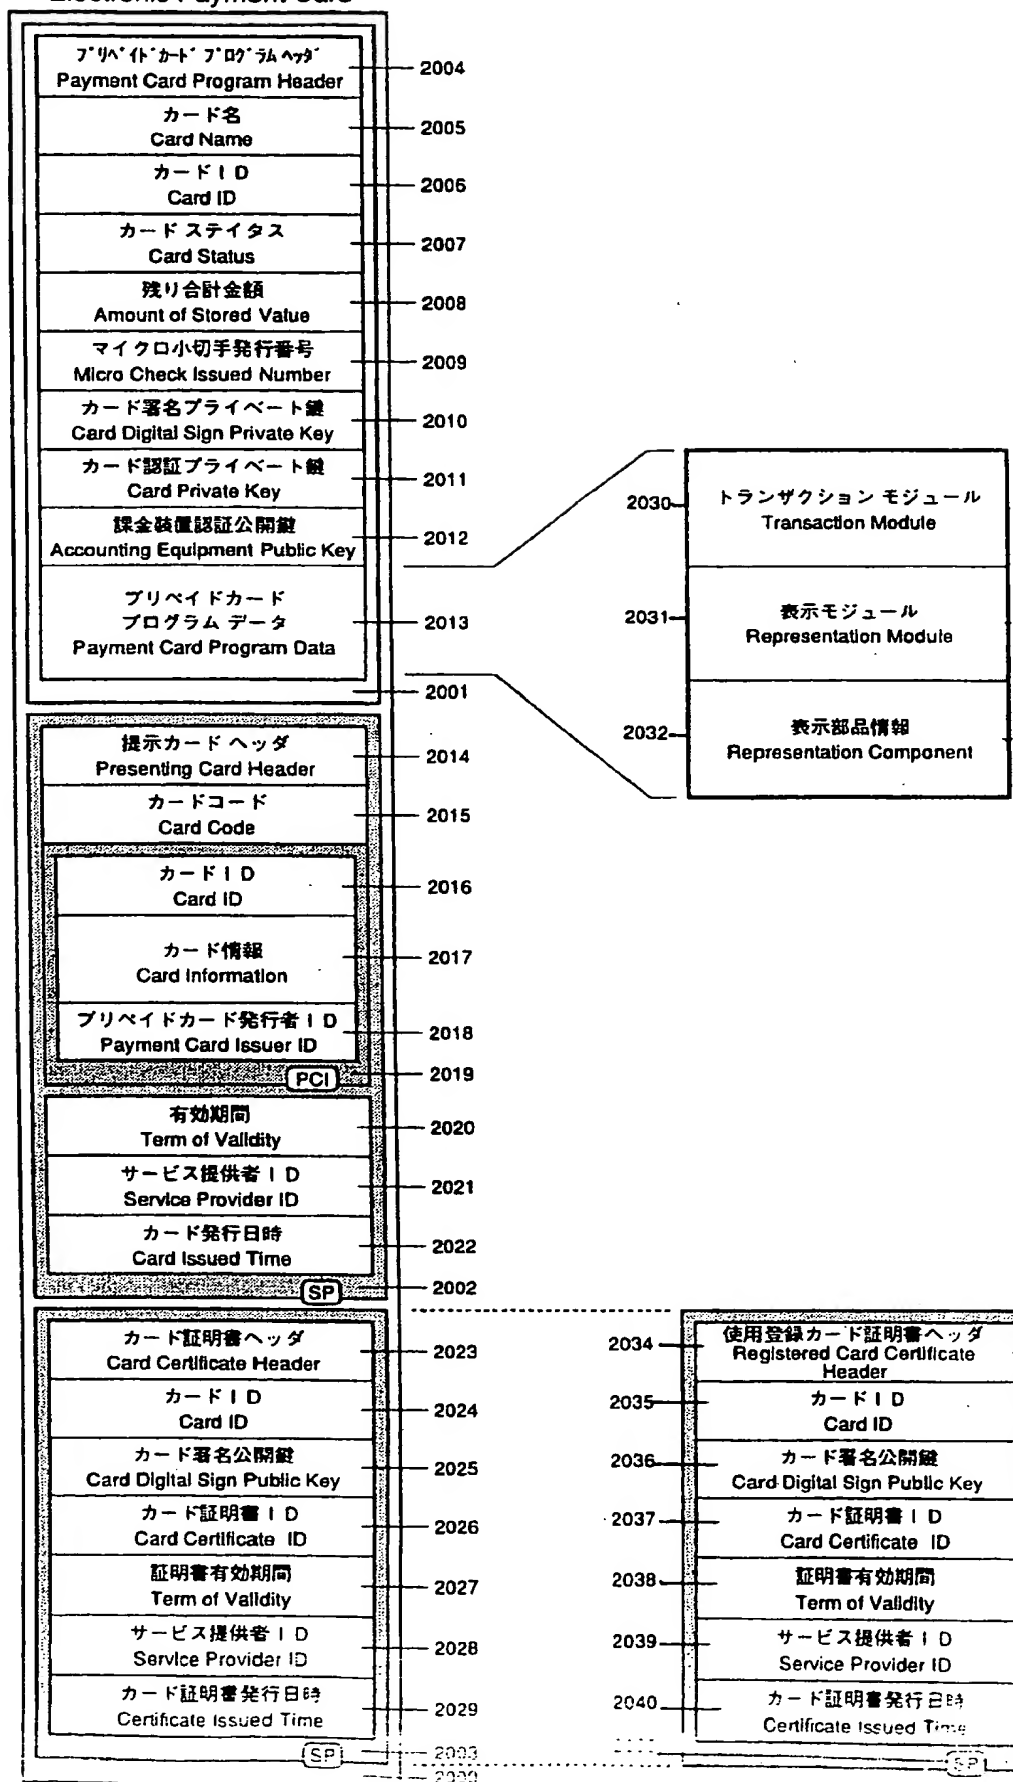 プリペイドカード プログラムヘッダ
Payment Card Program Header
2004
カード名
Card Name
2005
カードID
Card ID
2006
カード ステイタス
Card Status
2007
残り合計金額
Amount of Stored Value
2008
マイクロ小切手発行番号
Micro Check Issued Number
2009
カード署名プライベート鍵
Card Digital Sign Private Key
2010
カード認証プライベート鍵
Card Private Key
2011
課金装置認証公開鍵
Accounting Equipment Public Key
2012
プリペイドカード
プログラム データ
Payment Card Program Data
2013
2001
2030
トランザクション モジュール
Transaction Module
2031
表示モジュール
Representation Module
2032
表示部品情報
Representation Component
提示カード ヘッダ
Presenting Card Header
2014
カードコード
Card Code
2015
カードID
Card ID
2016
カード情報
Card Information
2017
プリペイドカード発行者ID
Payment Card Issuer ID
2018
PCI
2019
有効期間
Term of Validity
2020
サービス提供者ID
Service Provider ID
2021
カード発行日時
Card Issued Time
2022
SP
2002
カード証明書ヘッダ
Card Certificate Header
2023
カードID
Card ID
2024
カード署名公開鍵
Card Digital Sign Public Key
2025
カード証明書ID
Card Certificate ID
2026
証明書有効期間
Term of Validity
2027
サービス提供者ID
Service Provider ID
2028
カード証明書発行日時
Certificate Issued Time
2029
SP
2003
2000
2034
使用登録カード証明書ヘッダ
Registered Card Certificate
Header
2035
カードID
Card ID
2036
カード署名公開鍵
Card Digital Sign Public Key
2037
カード証明書ID
Card Certificate ID
2038
証明書有効期間
Term of Validity
2039
サービス提供者ID
Service Provider ID
2040
カード証明書発行日時
Certificate Issued Time
SP